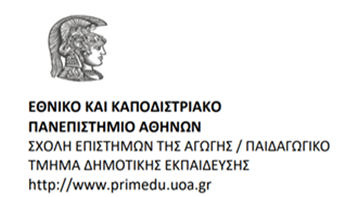 ΕΘΝΙΚΟ ΚΑΙ ΚΑΠΟΔΙΣΤΡΙΑΚΟ
ΠΑΝΕΠΙΣΤΗΜΙΟ ΑΘΗΝΩΝ
ΣΧΟΛΗ ΕΠΙΣΤΗΜΩΝ ΤΗΣ ΑΓΩΓΗΣ / ΠΑΙΔΑΓΩΓΙΚΟ
ΤΜΗΜΑ ΔΗΜΟΤΙΚΗΣ ΕΚΠΑΙΔΕΥΣΗΣ
http://www.primedu.uoa.gr